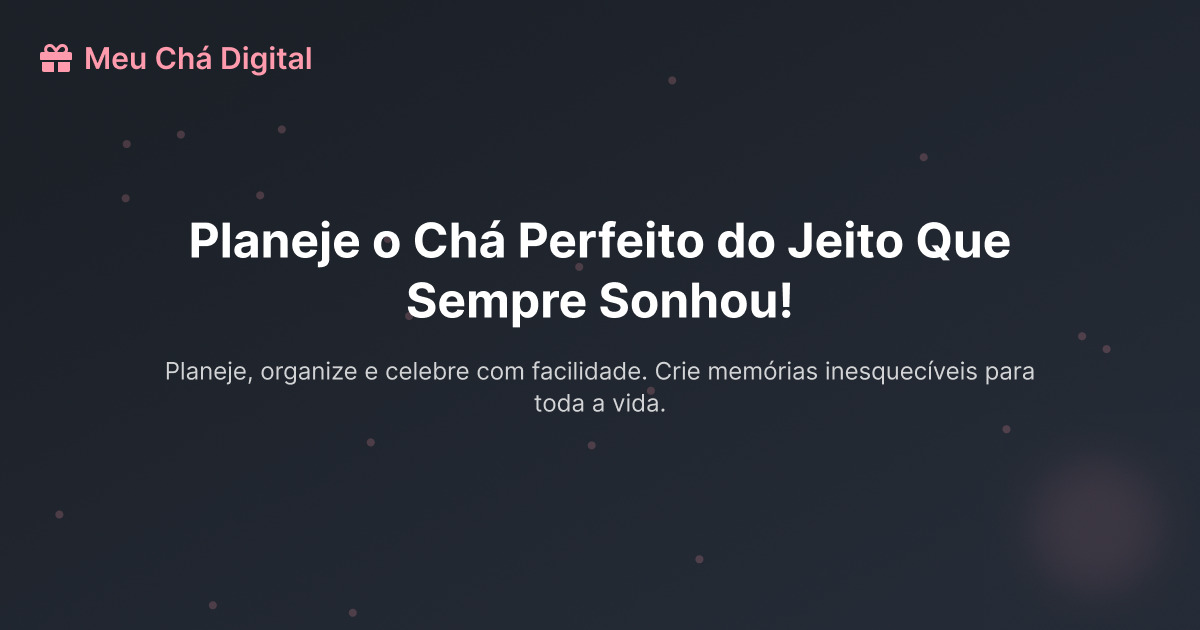 Meu Chá Digital
Planeje o Chá Perfeito do Jeito Que
Sempre Sonhou!
Planeje, organize e celebre com facilidade. Crie memórias inesquecíveis para
toda a vida.